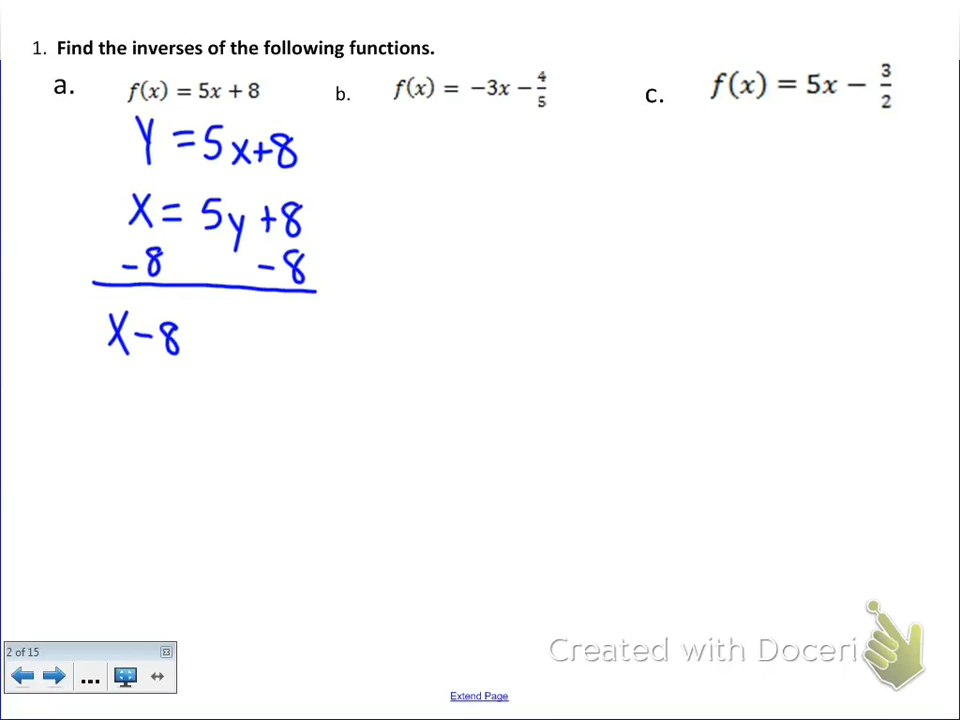 1. Find the inverses of the following functions.
a. f(x) = 5x + 8 b. f(x) = −3x − 4/5 c. f(x) = 5x − 3/2
Y = 5x+8
X = 5y +8
−8 −8
X − 8
Created with Doceri
2 of 15
...
Extend Page